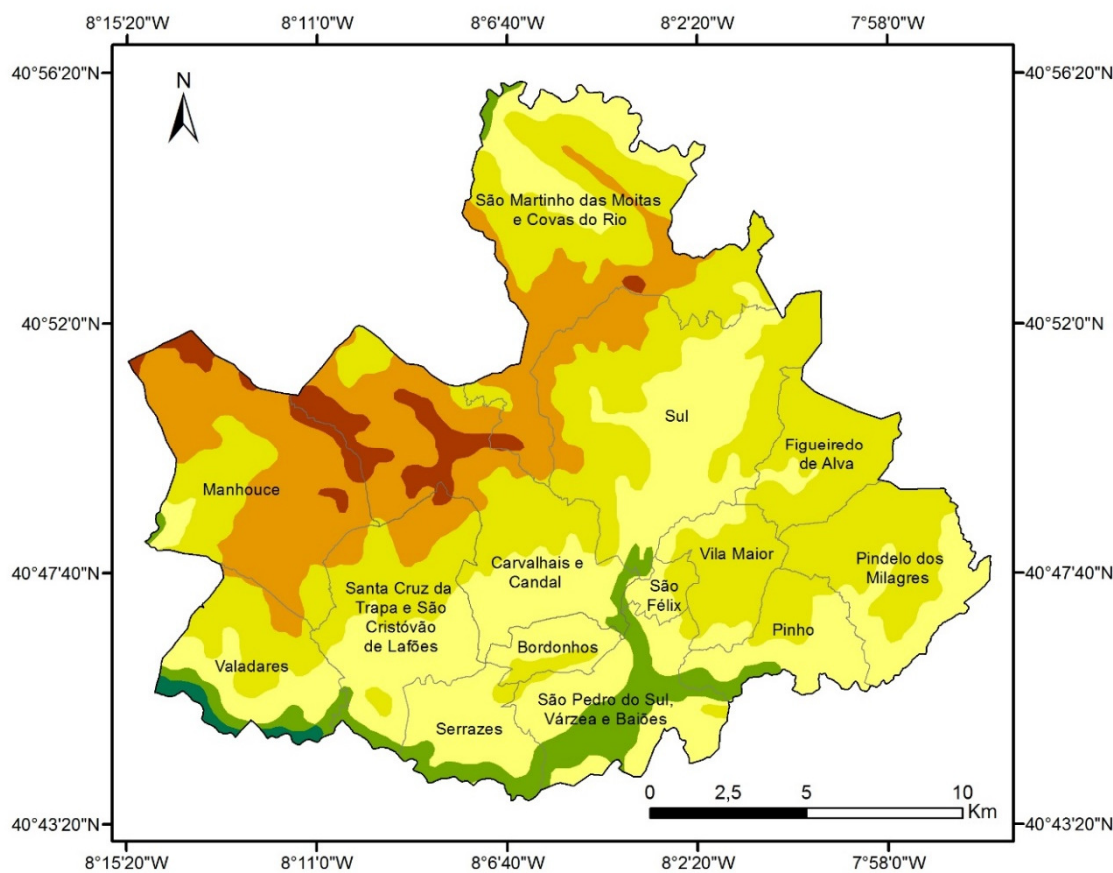 8°15'20"W
8°11'0"W
8°6'40"W
8°2'20"W
7°58'0"W
40°56'20"N
40°56'20"N
N
São Martinho das Moitas
e Covas do Rio
40°52'0"N
40°52'0"N
Sul
Figueiredo
de Alva
Manhouce
Vila Maior
Pindelo dos
Milagres
Carvalhais e
Candal
40°47'40"N
40°47'40"N
Santa Cruz da
Trapa e São
Cristóvão
de Lafões
São
Félix
Pinho
Bordonhos
Valadares
São Pedro do Sul,
Várzea e Baiões
Serrazes
0
2,5
5
10
Km
40°43'20"N
40°43'20"N
8°15'20"W
8°11'0"W
8°6'40"W
8°2'20"W
7°58'0"W